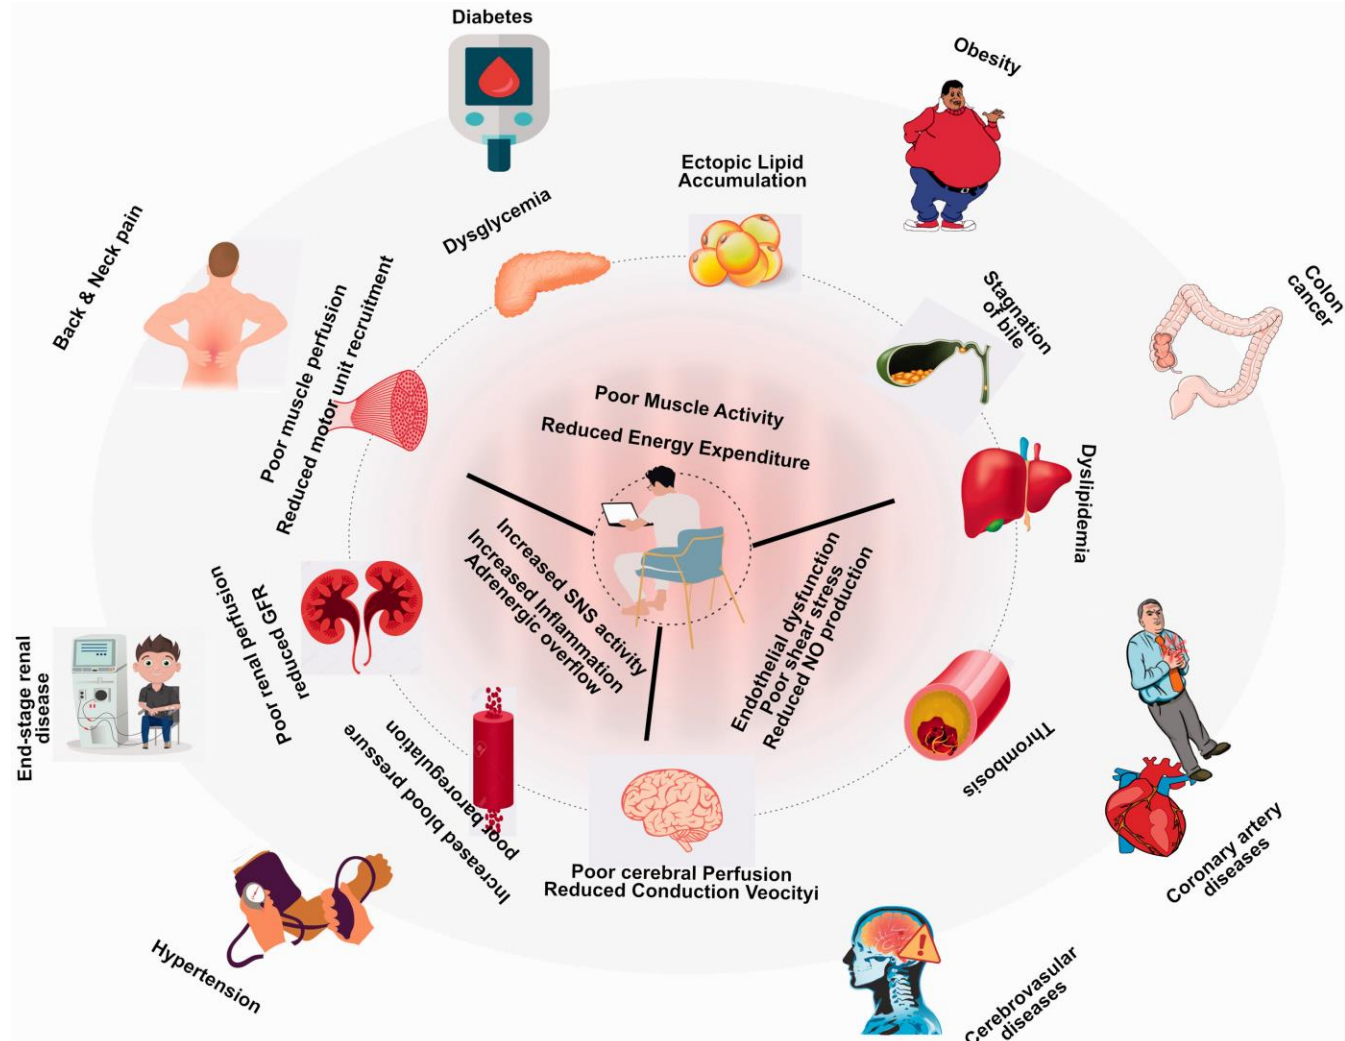 Diabetes
Obesity
Ectopic Lipid
Accumulation
Dysglycemia
Back & Neck pain
Poor muscle perfusion
Reduced motor unit recruitment
Stagnation
of bile
Colon
cancer
Poor Muscle Activity
Reduced Energy Expenditure
Dyslipidemia
Increased SNS activity
Increased Inflammation
Adrenergic overflow
Endothelial dysfunction
Poor shear stress
Reduced NO production
Poor renal perfusion
reduced GFR
End-stage renal
disease
Increased blood pressure
poor baroregulation
Thrombosis
Poor cerebral Perfusion
Reduced Conduction Veocityi
Coronary artery
diseases
Hypertension
Cerebrovasular
diseases